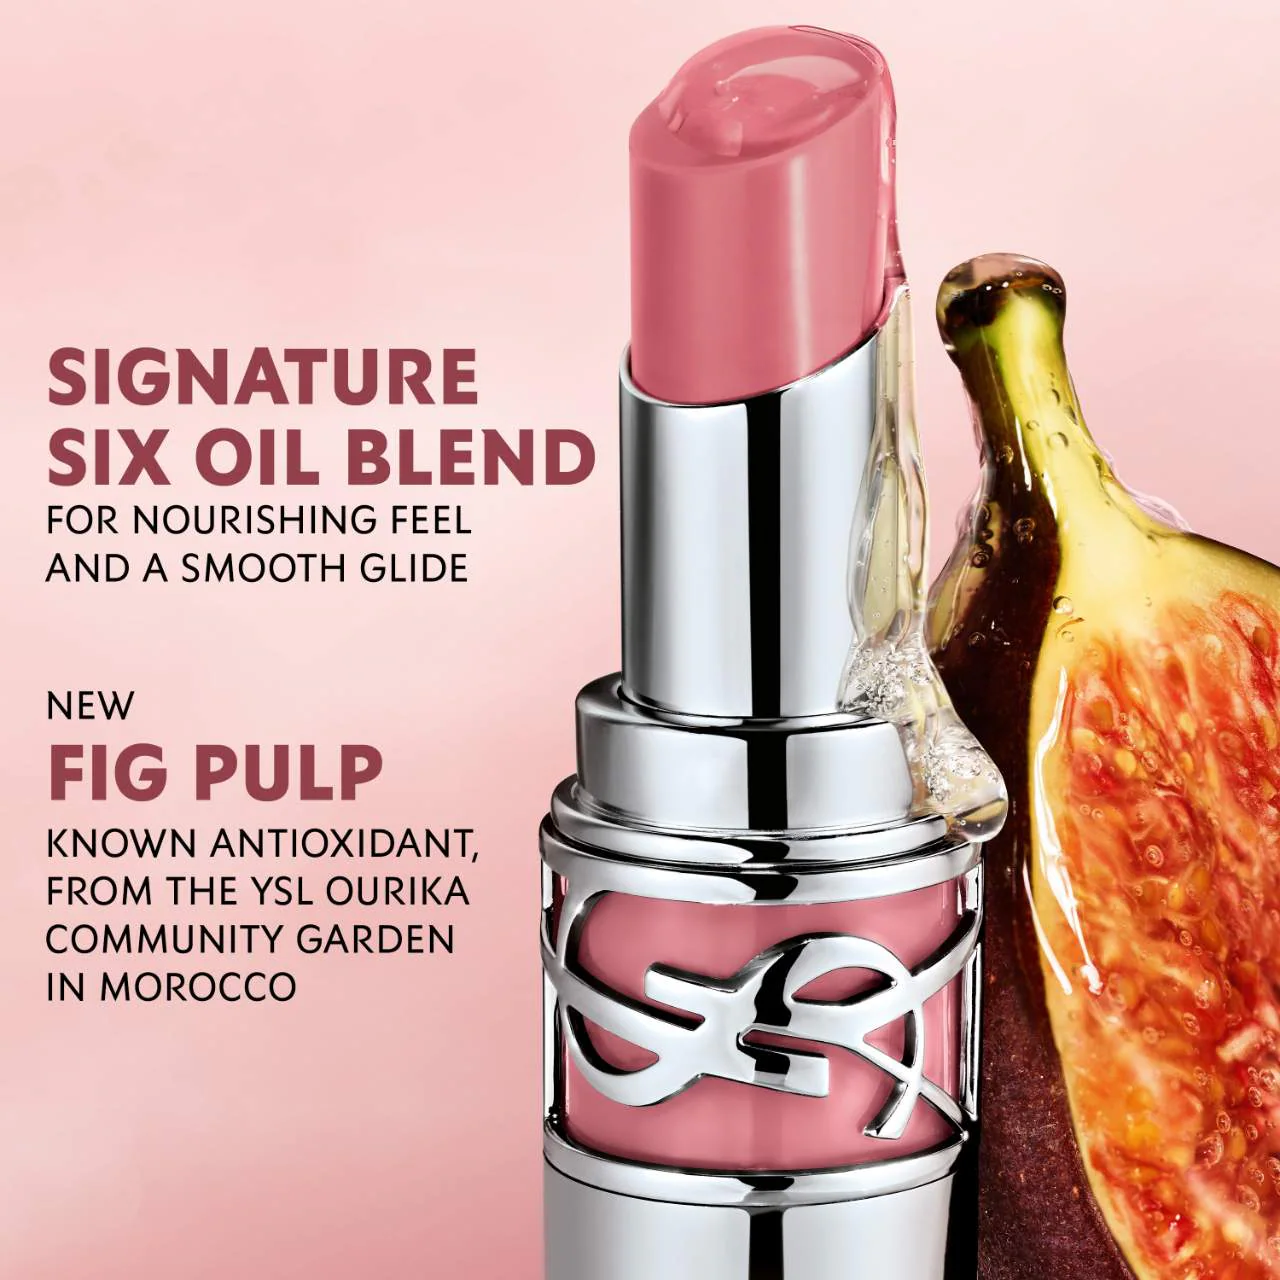 SIGNATURE
SIX OIL BLEND
FOR NOURISHING FEEL
AND A SMOOTH GLIDE
NEW
FIG PULP
KNOWN ANTIOXIDANT,
FROM THE YSL OURIKA
COMMUNITY GARDEN
IN MOROCCO